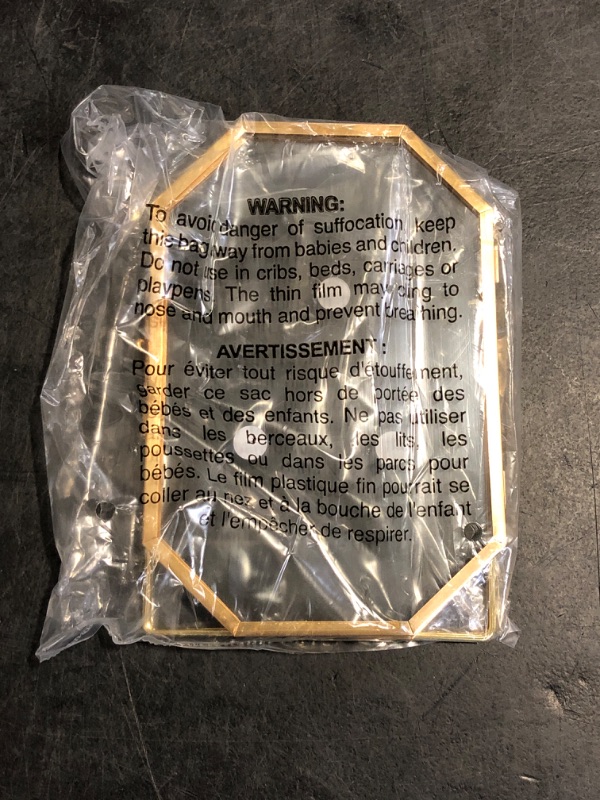 WARNING:
To avoid danger of suffocation keep
this bag away from babies and children.
Do not use in cribs, beds, carriages or
playpens. The thin film may cling to
nose and mouth and prevent breathing.
AVERTISSEMENT :
Pour éviter tout risque d'étouffement,
garder ce sac hors de portée des
bébés et des enfants. Ne pas utiliser
dans les berceaux, les lits, les
poussettes ou dans les parcs pour
bébés. Le film plastique fin pourrait se
coller au nez et à la bouche de l'enfant
et l'empêcher de respirer.